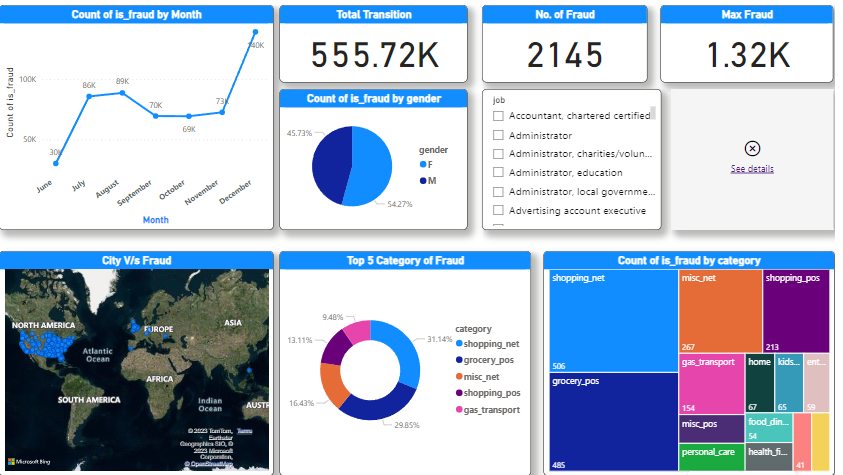 Count of is_fraud by Month
Count of is_fraud
100K
50K
30K
86K
89K
70K
69K
73K
140K
June
July
August
September
October
November
December
Month
Total Transition
555.72K
No. of Fraud
2145
Max Fraud
1.32K
Count of is_fraud by gender
45.73%
54.27%
gender
F
M
job
Accountant, chartered certified
Administrator
Administrator, charities/volun...
Administrator, education
Administrator, local governme...
Advertising account executive
See details
City V/s Fraud
NORTH AMERICA
EUROPE
ASIA
Atlantic
Ocean
AFRICA
SOUTH AMERICA
Indian
Ocean
AUSTR
© 2023 TomTom,
Earthstar
Geographics SIO, ©
2023 Microsoft
Corporation,
© OpenStreetMap
Terms
Microsoft Bing
Top 5 Category of Fraud
9.48%
13.11%
16.43%
31.14%
29.85%
category
shopping_net
grocery_pos
misc_net
shopping_pos
gas_transport
Count of is_fraud by category
shopping_net
506
grocery_pos
485
misc_net
267
shopping_pos
213
gas_transport
154
home
67
kids...
65
ent...
59
misc_pos
food_din...
54
personal_care
health_fi...
41